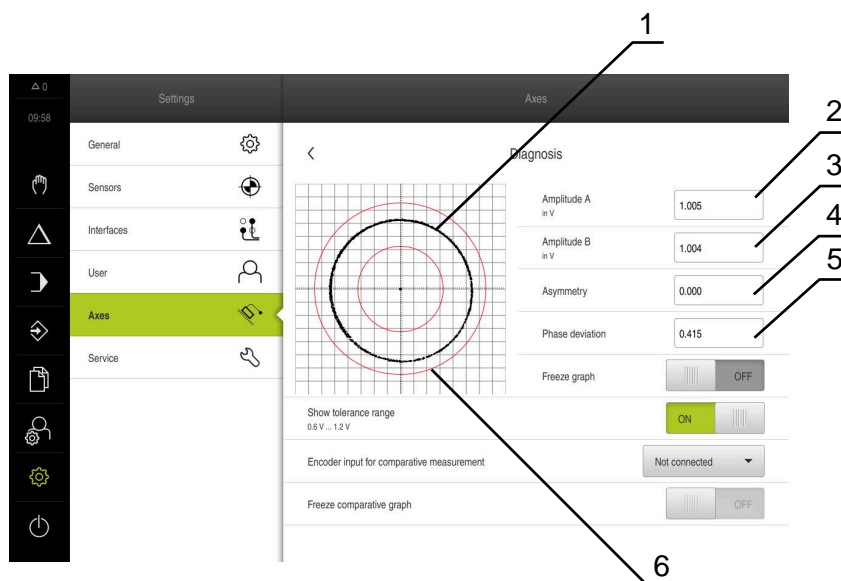 1
△ 0
Settings
Axes
09:58
2
General
Diagnosis
3
Amplitude A
in V
1.005
Sensors
4
Amplitude B
in V
1.004
Interfaces
5
User
Asymmetry
0.000
Axes
Phase deviation
0.415
Service
Freeze graph
OFF
Show tolerance range
0.6 V ... 1.2 V
ON
Encoder input for comparative measurement
Not connected
Freeze comparative graph
OFF
6